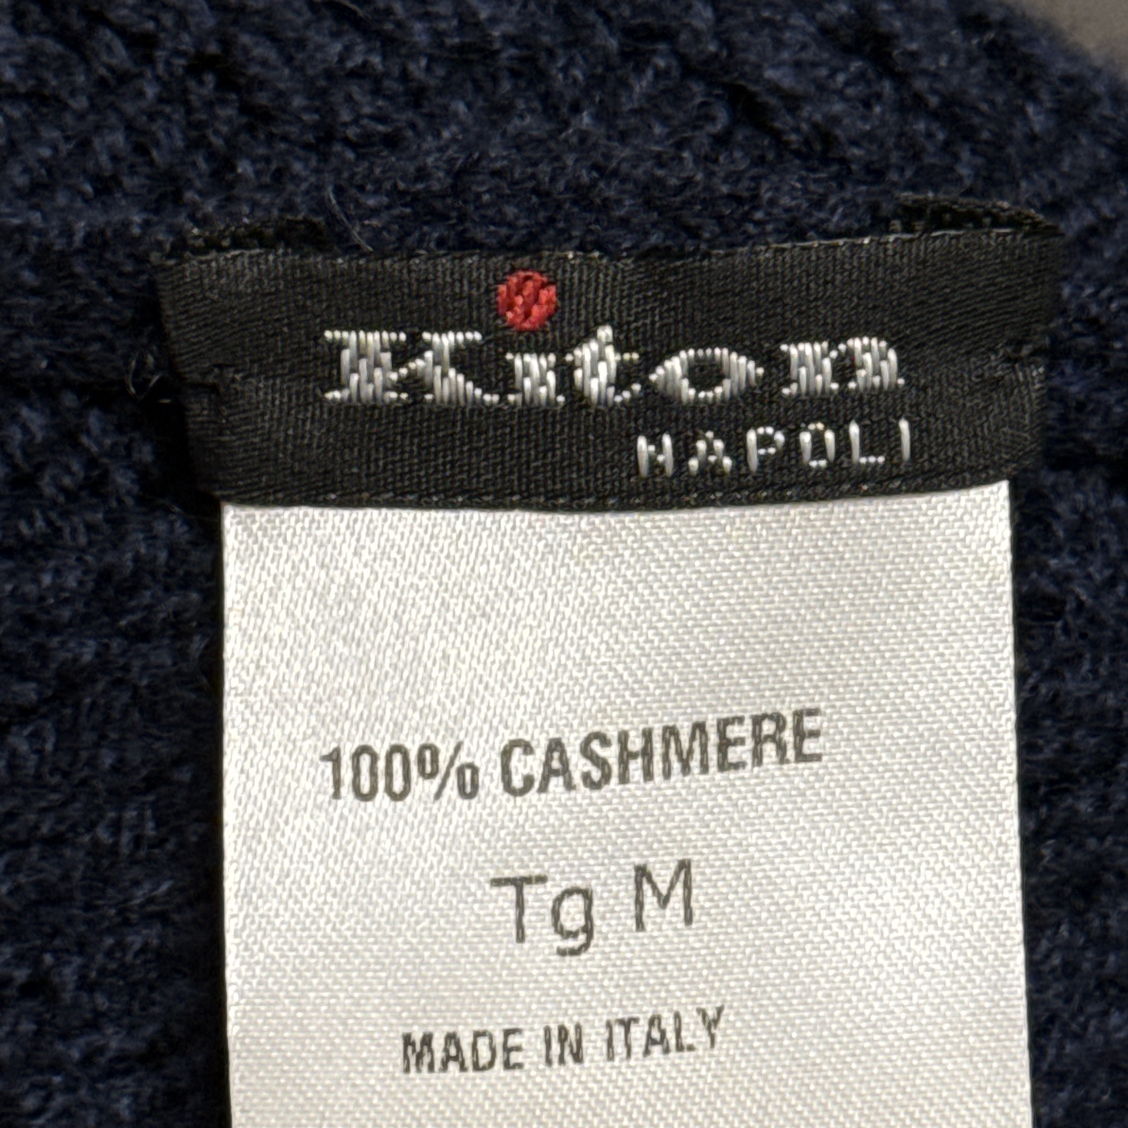 Kiton
NAPOLI
100% CASHMERE
Tg M
MADE IN ITALY